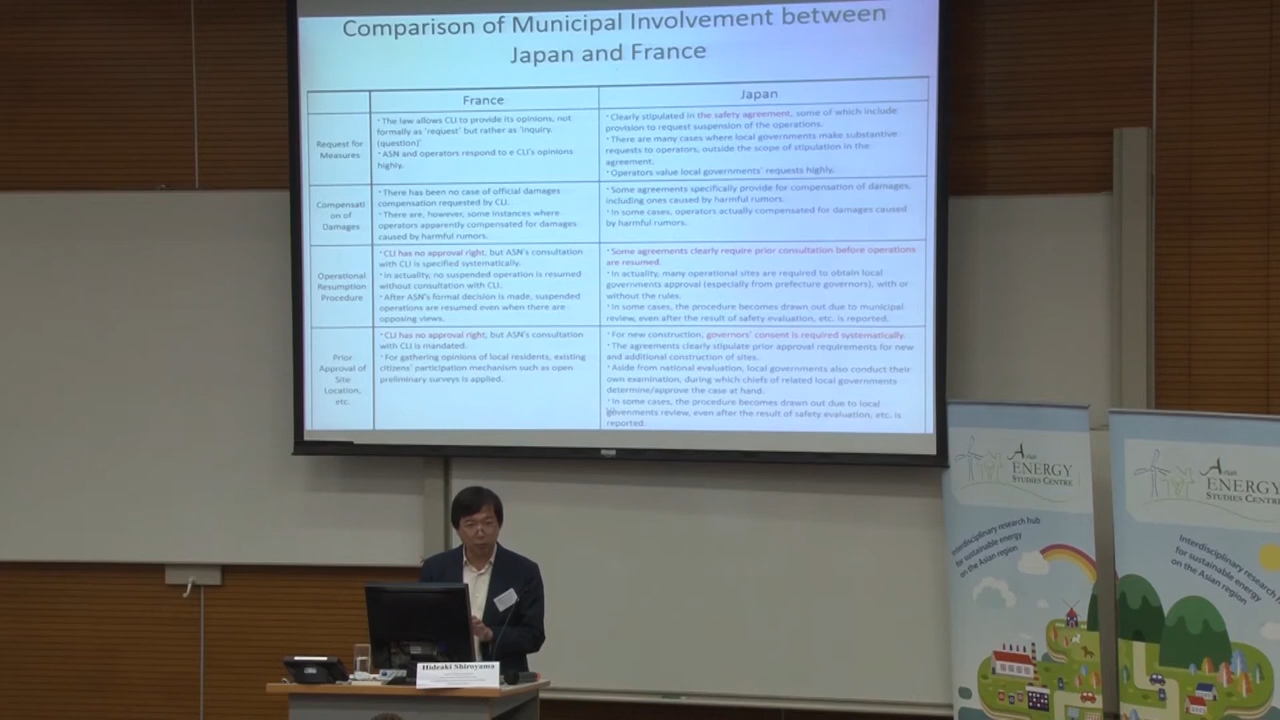 Comparison of Municipal Involvement between
Japan and France
France
Japan
Request for
Measures
・The law allows CLI to provide its opinions, not
formally as 'request' but rather as 'inquiry.
(question)'
・ASN and operators respond to e CLI's opinions
highly.
・Clearly stipulated in the safety agreement, some of which include
provision to request suspension of the operations.
・There are many cases where local governments make substantive
requests to operators, outside the scope of stipulation in the
agreement.
・Operators value local governments' requests highly.
Compensati
on of
Damages
・There has been no case of official damages
compensation requested by CLI.
・There are, however, some instances where
operators apparently compensated for damages
caused by harmful rumors.
・Some agreements specifically provide for compensation of damages,
including ones caused by harmful rumors.
・In some cases, operators actually compensated for damages caused
by harmful rumors.
Operational
Resumption
Procedure
・CLI has no approval right, but ASN's consultation
with CLI is specified systematically.
・In actuality, no suspended operation is resumed
without consultation with CLI.
・After ASN's formal decision is made, suspended
operations are resumed even when there are
opposing views.
・Some agreements clearly require prior consultation before operations
are resumed.
・In actuality, many operational sites are required to obtain local
governments approval (especially from prefecture governors), with or
without the rules.
・In some cases, the procedure becomes drawn out due to municipal
review, even after the result of safety evaluation, etc. is reported.
Prior
Approval of
Site
Location,
etc.
・CLI has no approval right, but ASN's consultation
with CLI is mandated.
・For gathering opinions of local residents, existing
citizens' participation mechanism such as open
preliminary surveys is applied.
・For new construction, governors' consent is required systematically.
・The agreements clearly stipulate prior approval requirements for new
and additional construction of sites.
・Aside from national evaluation, local governments also conduct their
own examination, during which chiefs of related local governments
determine/approve the case at hand.
・In some cases, the procedure becomes drawn out due to local
governments review, even after the result of safety evaluation, etc. is
reported.
Asian
ENERGY
STUDIES CENTRE
Interdisciplinary research hub
for sustainable energy
on the Asian region
Asian
ENERGY
STUDIES CENTRE
Interdisciplinary research
for sustainable energy
on the Asian region
Hideaki Shiroyama